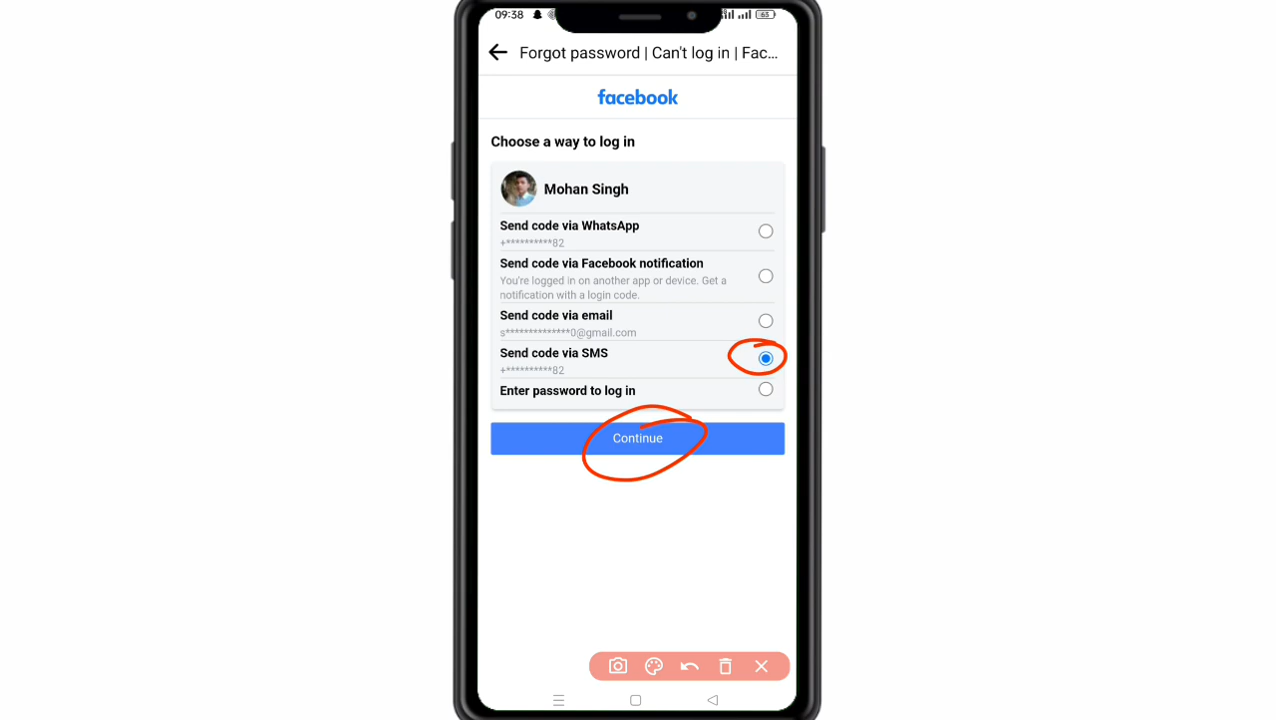 09:38
65
Forgot password | Can't log in | Fac...
facebook
Choose a way to log in
Mohan Singh
Send code via WhatsApp
+**********82
Send code via Facebook notification
You're logged in on another app or device. Get a
notification with a login code.
Send code via email
s**************0@gmail.com
Send code via SMS
+**********82
Enter password to log in
Continue